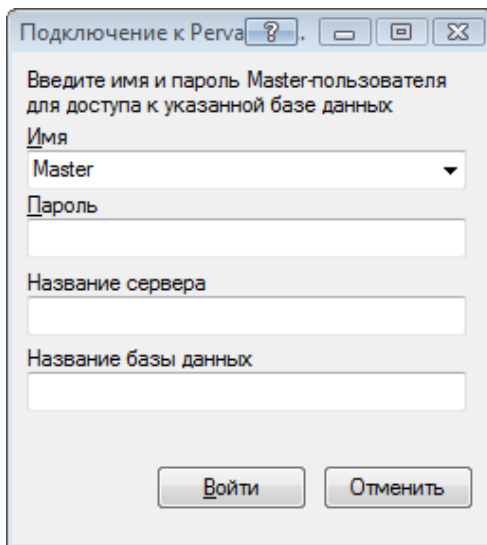 Подключение к Perva ? .
Введите имя и пароль Master-пользователя
для доступа к указанной базе данных
Имя
Master
Пароль
Название сервера
Название базы данных
Войти Отменить